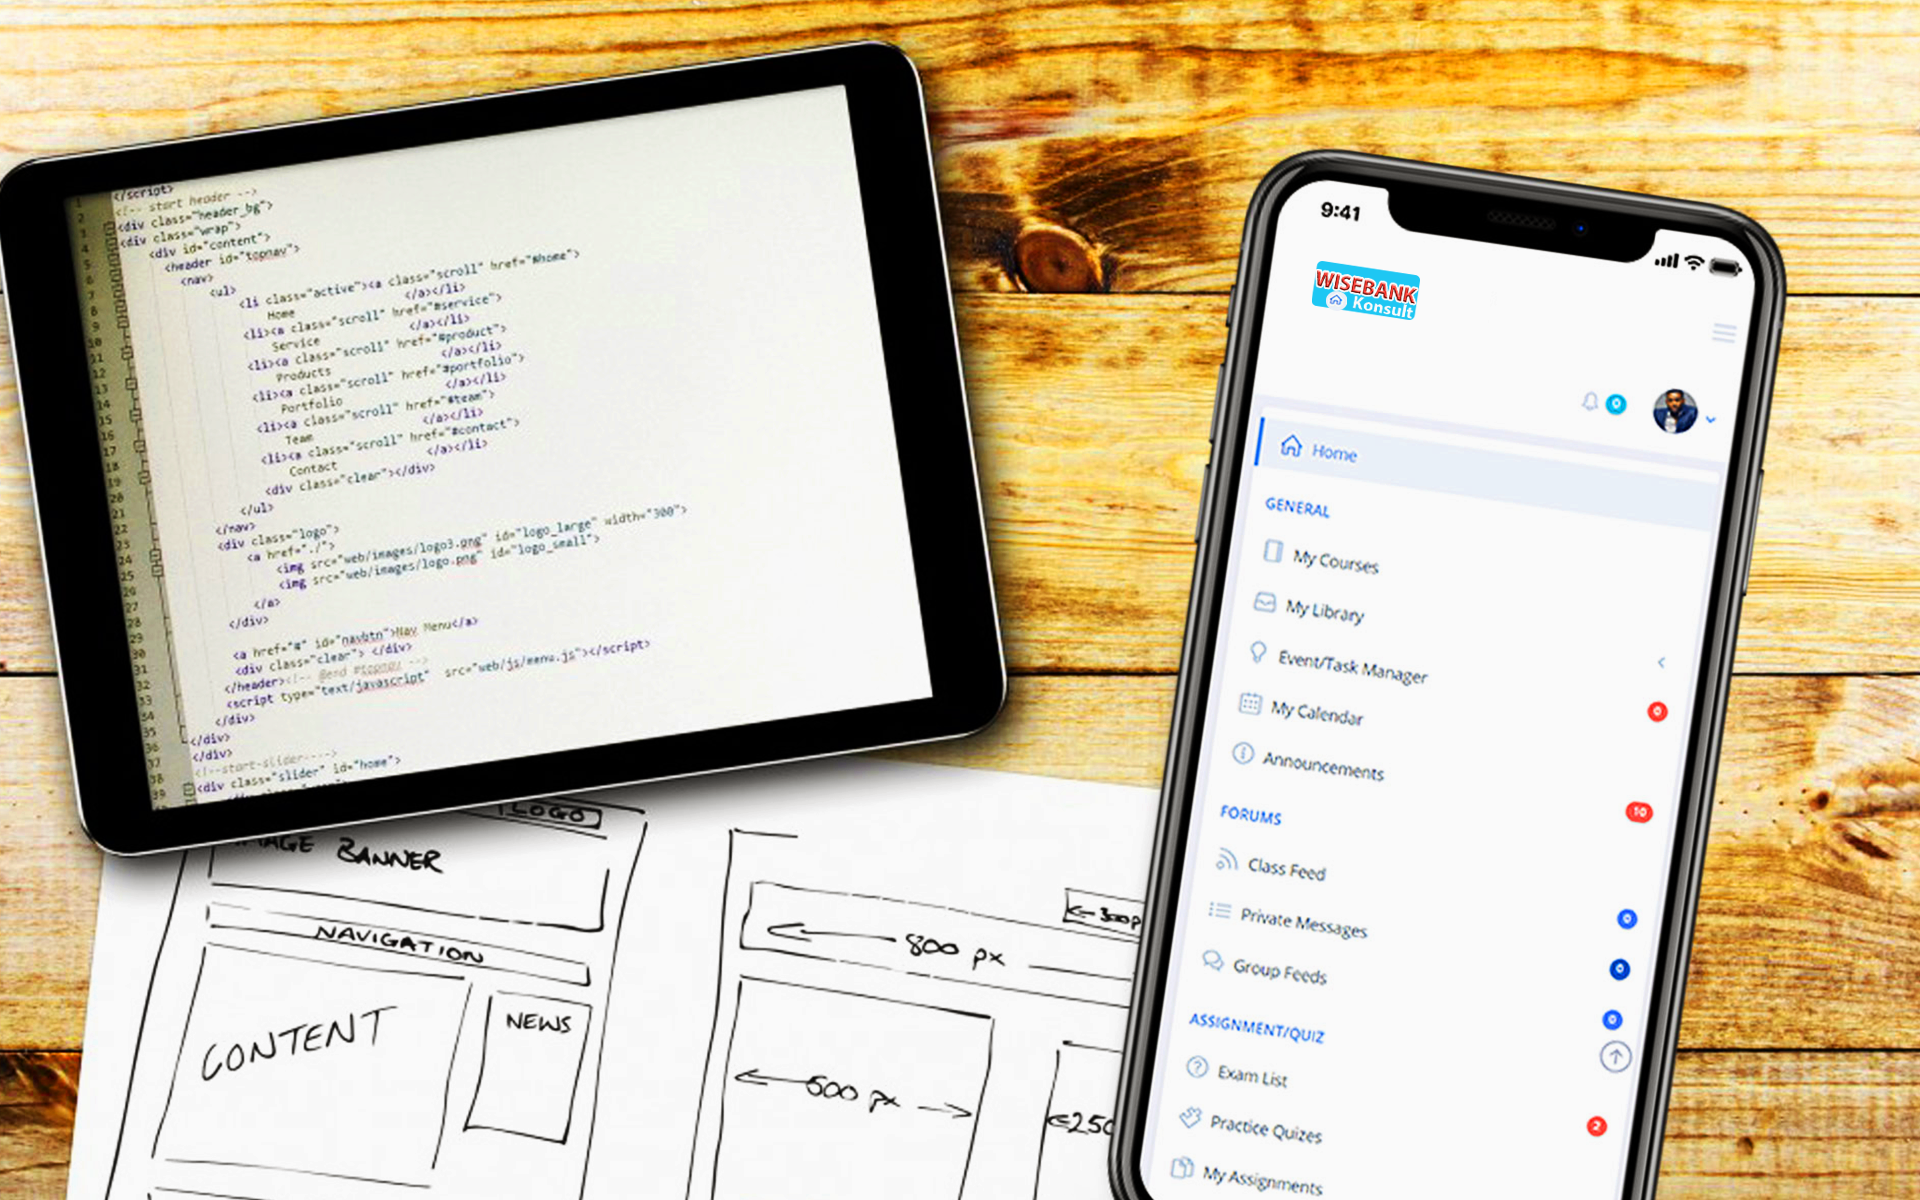 </script>
<!-- start header -->
<div class="header_bg">
<div class="wrap">
<div id="content">
<header id="topnav">
<nav>
<ul>
<li class="active"><a class="scroll" href="#home">
Home </a></li>
<li><a class="scroll" href="#service">
Service </a></li>
<li><a class="scroll" href="#product">
Products </a></li>
<li><a class="scroll" href="#portfolio">
Portfolio </a></li>
<li><a class="scroll" href="#team">
Team </a></li>
<li><a class="scroll" href="#contact">
Contact </a></li>
<div class="clear"></div>
</ul>
</nav>
<div class="logo">
<a href="./">
<img src="web/images/logo3.png" id="logo_large" width="300">
<img src="web/images/logo.png" id="logo_small">
</a>
</div>
<a href="#" id="navbtn">Nav Menu</a>
<div class="clear"> </div>
</header><!-- @end #topnav -->
<script type="text/javascript" src="web/js/menu.js"></script>
</div>
</div>
</div>
<!--start-slider---->
<div class="slider" id="home">
LOGO
IMAGE BANNER
NAVIGATION
CONTENT
NEWS
800 px
500 px
250
9:41
WISEBANK
Konsult
0
Home
GENERAL
My Courses
My Library
Event/Task Manager
My Calendar 0
Announcements
10
FORUMS
Class Feed
0
Private Messages
0
Group Feeds
0
ASSIGNMENT/QUIZ
Exam List
Practice Quizes 2
My Assignments